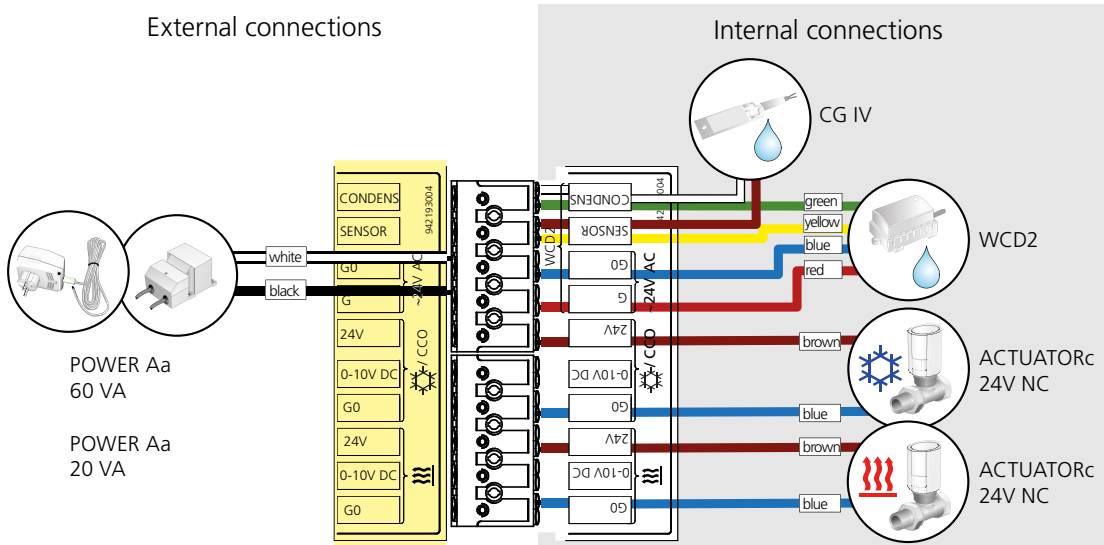 External connections
Internal connections
CG IV
CONDENS
SENSOR
G0
G
~24V AC
24V
0-10V DC
G0
/ CCO
24V
0-10V DC
G0
942193004
white
black
POWER Aa
60 VA
POWER Aa
20 VA
WCD2
CONDENS
SENSOR
G0
G
~24V AC
24V
0-10V DC
G0
/ CCO
24V
0-10V DC
G0
004
green
yellow
blue
red
WCD2
brown
blue
ACTUATORc
24V NC
brown
blue
ACTUATORc
24V NC